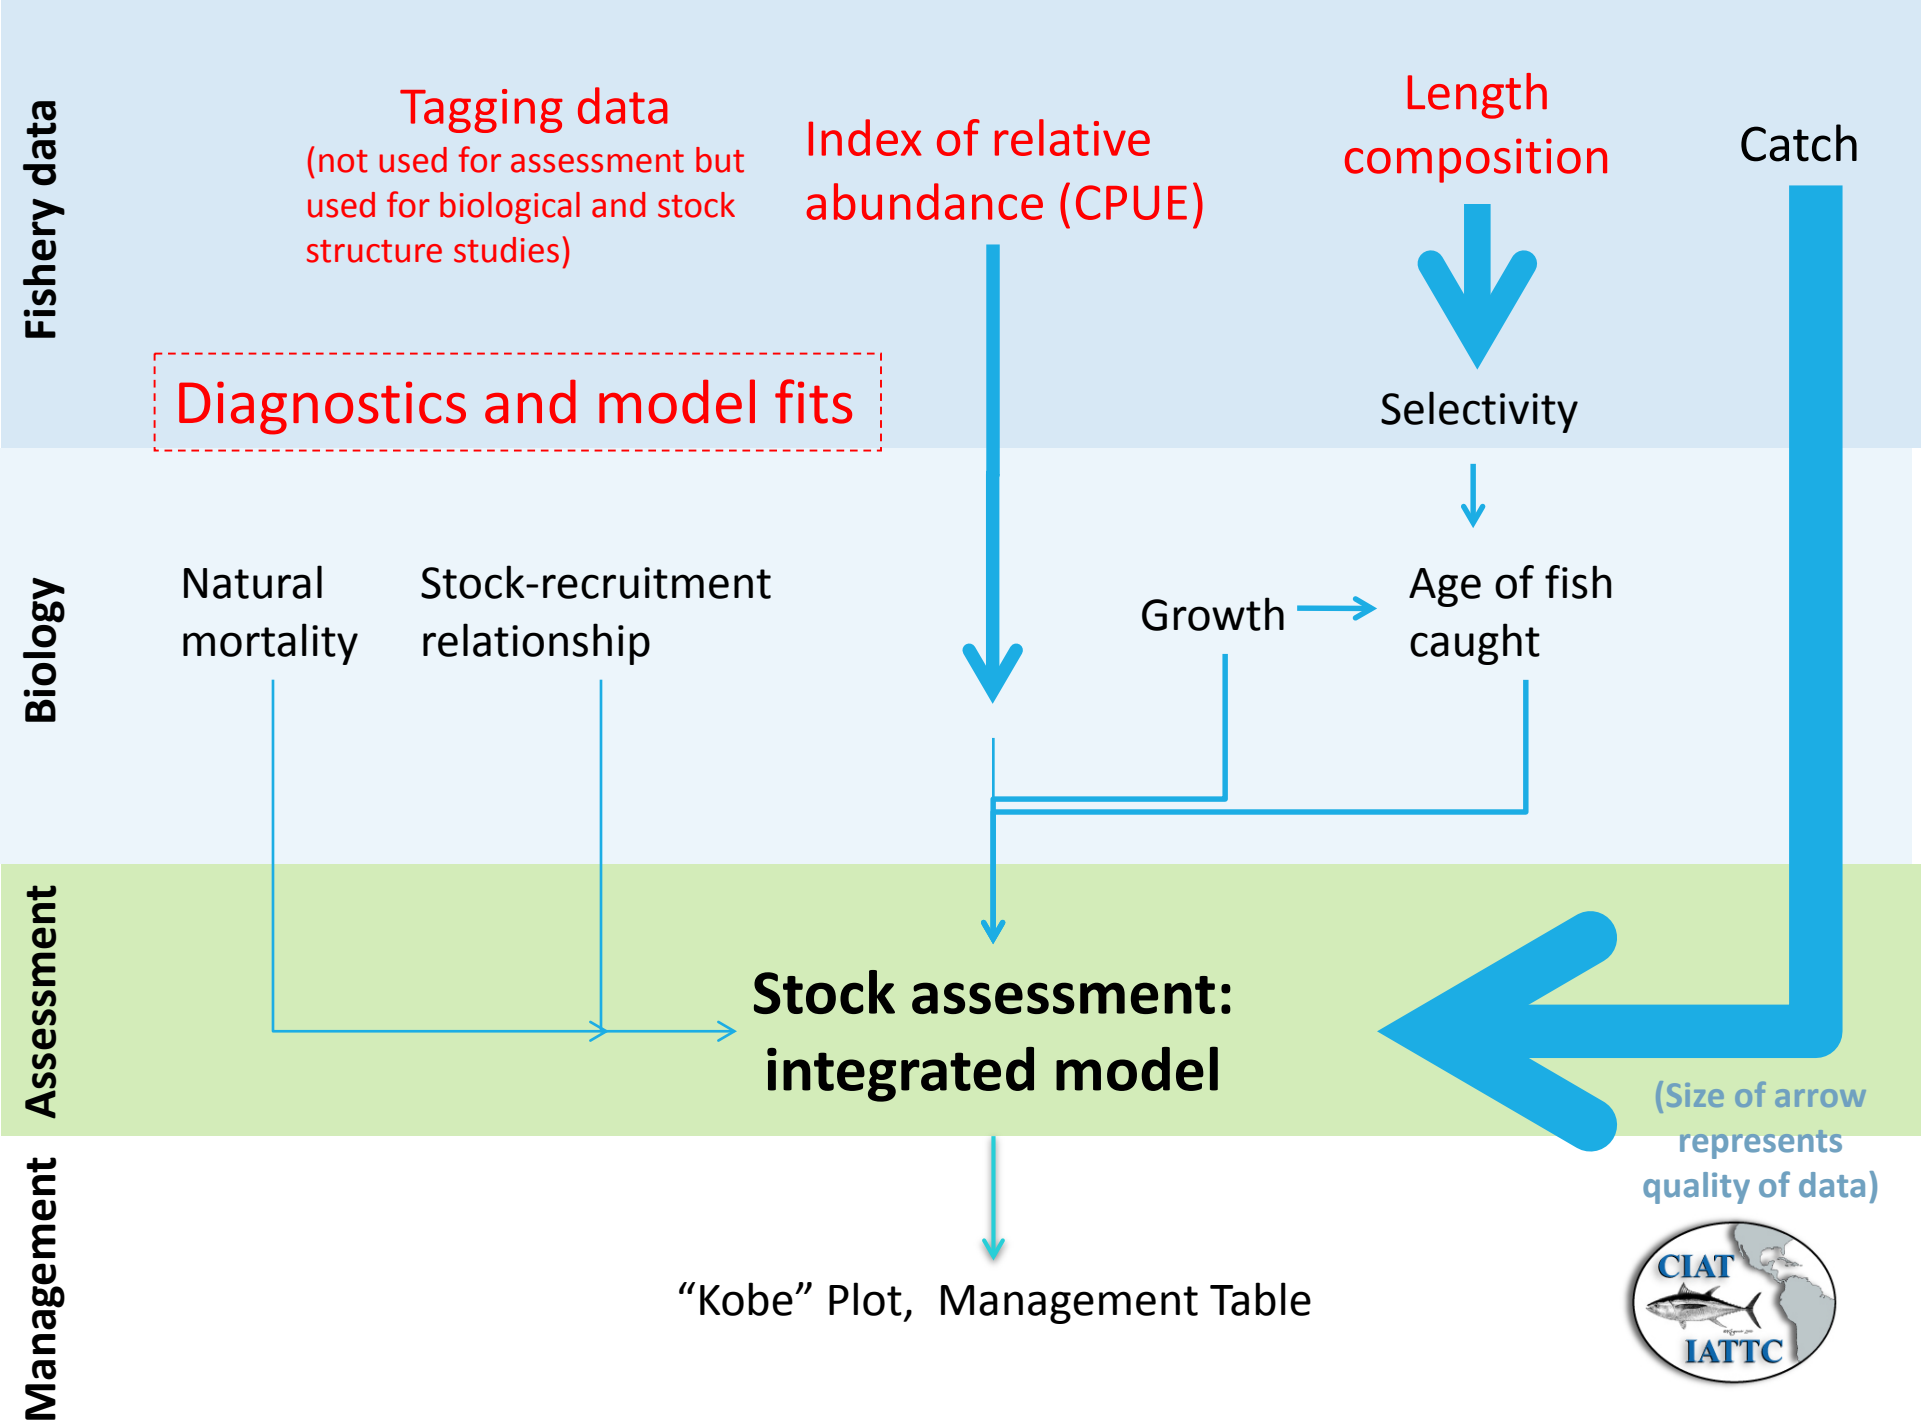 Fishery data
Tagging data
(not used for assessment but
used for biological and stock
structure studies)
Index of relative
abundance (CPUE)
Length
composition
Catch
Diagnostics and model fits
Selectivity
Biology
Natural
mortality
Stock-recruitment
relationship
Growth
Age of fish
caught
Assessment
Stock assessment:
integrated model
(Size of arrow
represents
quality of data)
Management
“Kobe” Plot,  Management Table
CIAT
IATTC